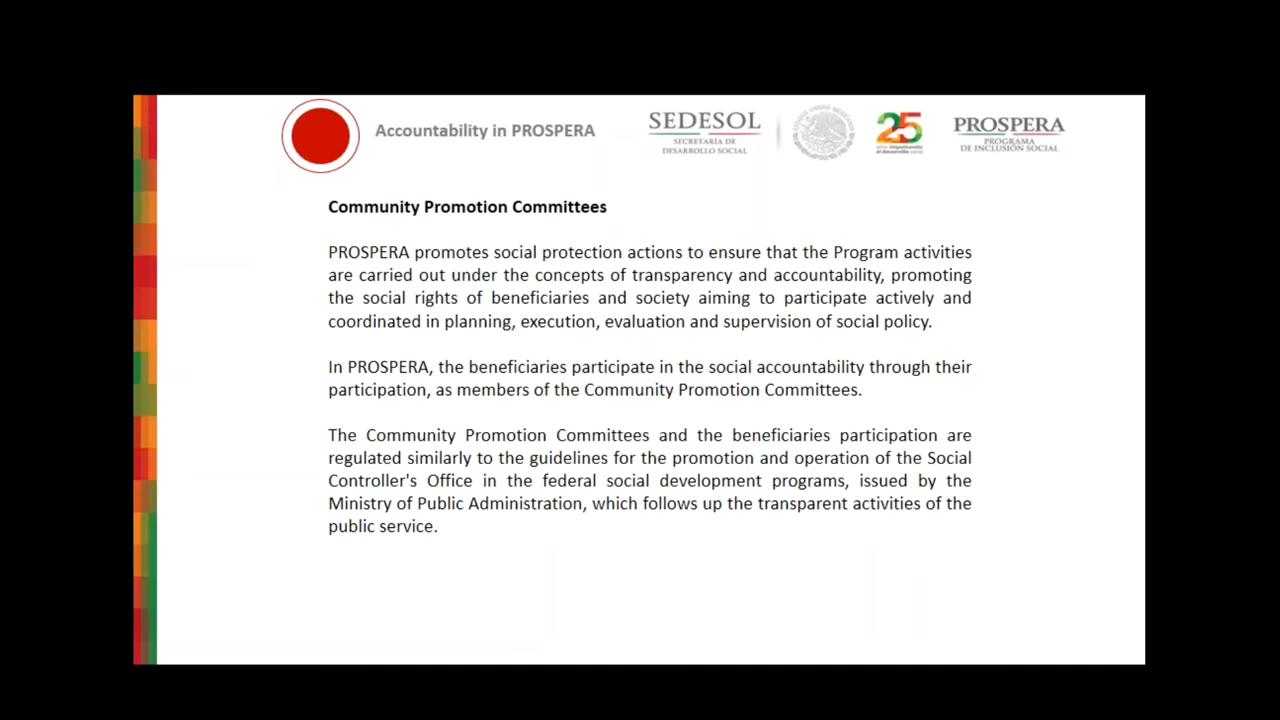 Accountability in PROSPERA
SEDESOL
SECRETARÍA DE
DESARROLLO SOCIAL
25
PROSPERA
PROGRAMA
DE INCLUSIÓN SOCIAL
Community Promotion Committees
PROSPERA promotes social protection actions to ensure that the Program activities
are carried out under the concepts of transparency and accountability, promoting
the social rights of beneficiaries and society aiming to participate actively and
coordinated in planning, execution, evaluation and supervision of social policy.
In PROSPERA, the beneficiaries participate in the social accountability through their
participation, as members of the Community Promotion Committees.
The Community Promotion Committees and the beneficiaries participation are
regulated similarly to the guidelines for the promotion and operation of the Social
Controller's Office in the federal social development programs, issued by the
Ministry of Public Administration, which follows up the transparent activities of the
public service.